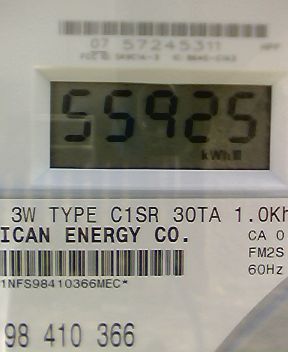 07 57245311
55925
kWh
3W TYPE C1SR 30TA 1.0Kh
ICAN ENERGY CO.
CA 0
FM2S
60Hz
1NFS98410366MEC*
98 410 366